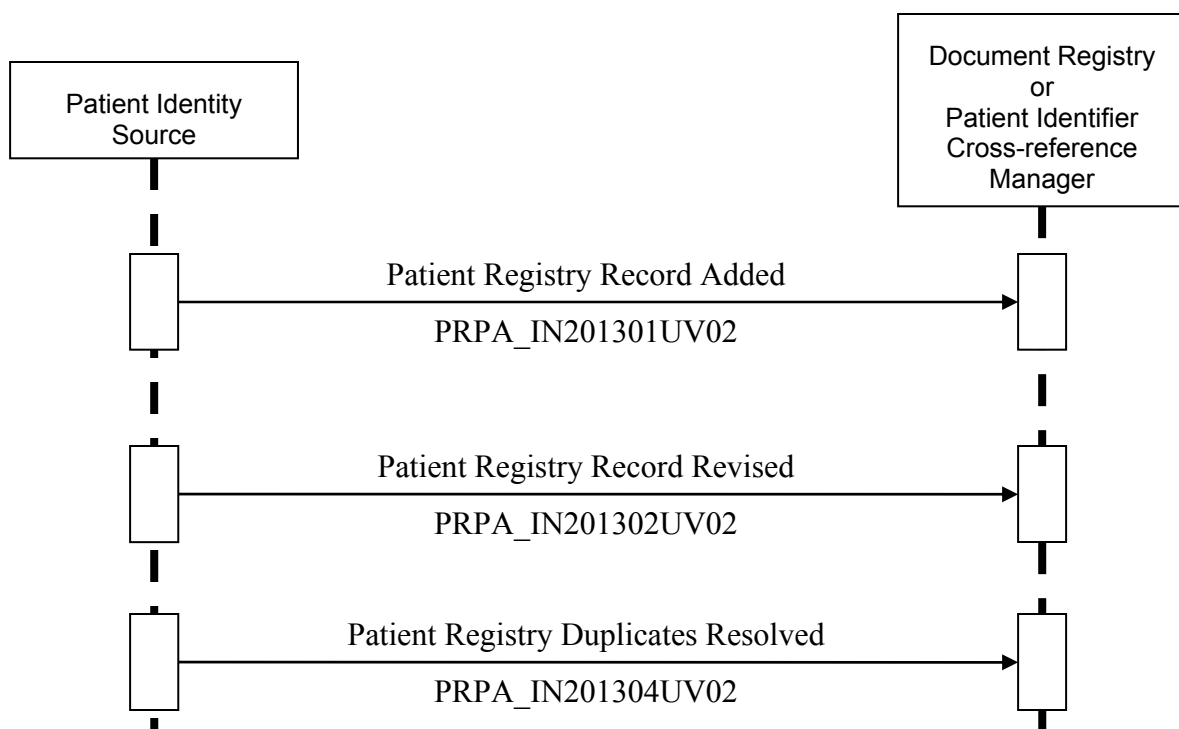 Patient Identity
Source
Document Registry
or
Patient Identifier
Cross-reference
Manager
Patient Registry Record Added
PRPA_IN201301UV02
Patient Registry Record Revised
PRPA_IN201302UV02
Patient Registry Duplicates Resolved
PRPA_IN201304UV02